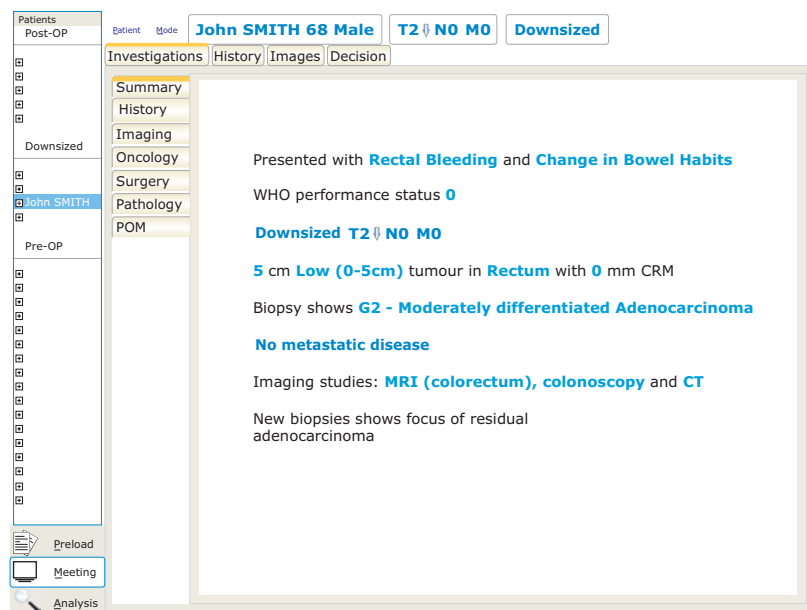 Patients
Post-OP
Downsized
John SMITH
Pre-OP
Preload
Meeting
Analysis
Patient Mode John SMITH 68 Male T2⇩N0 M0 Downsized
Investigations History Images Decision
Summary
History
Imaging
Oncology
Surgery
Pathology
POM
Presented with Rectal Bleeding and Change in Bowel Habits
WHO performance status 0
Downsized T2⇩N0 M0
5 cm Low (0-5cm) tumour in Rectum with 0 mm CRM
Biopsy shows G2 - Moderately differentiated Adenocarcinoma
No metastatic disease
Imaging studies: MRI (colorectum), colonoscopy and CT
New biopsies shows focus of residual
adenocarcinoma